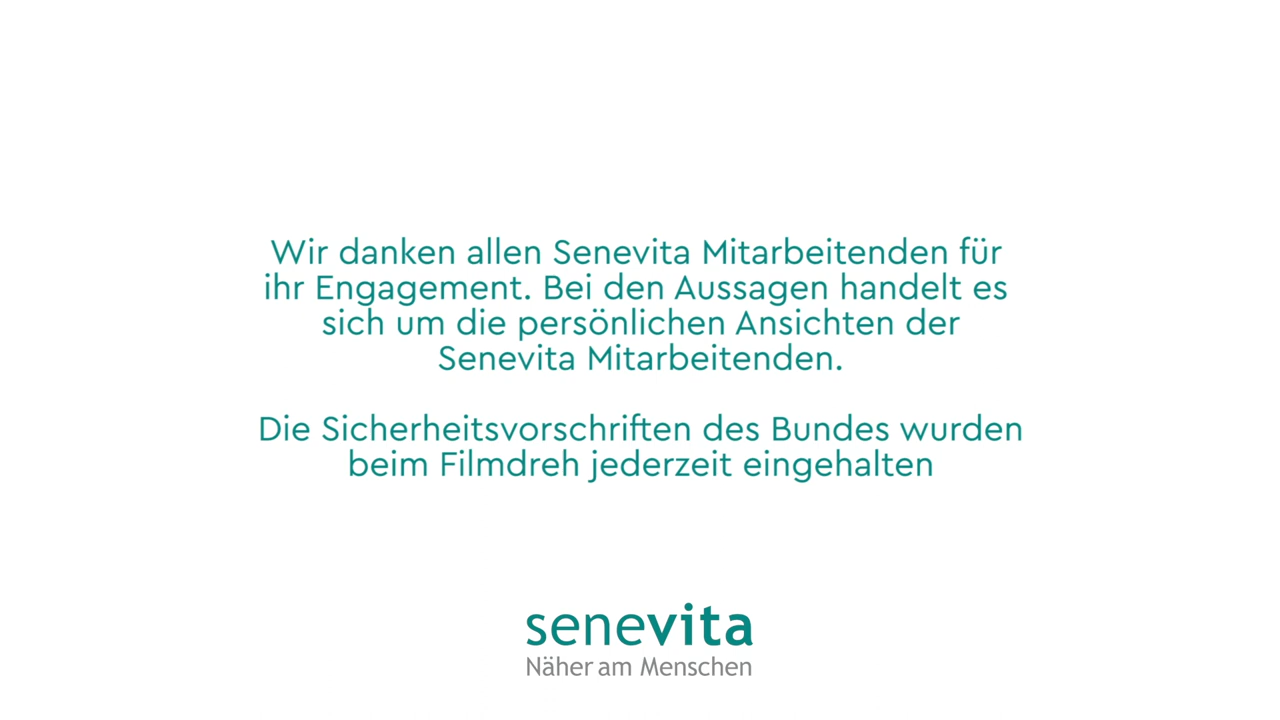 Wir danken allen Senevita Mitarbeitenden für
ihr Engagement. Bei den Aussagen handelt es
sich um die persönlichen Ansichten der
Senevita Mitarbeitenden.
Die Sicherheitsvorschriften des Bundes wurden
beim Filmdreh jederzeit eingehalten
senevita
Näher am Menschen